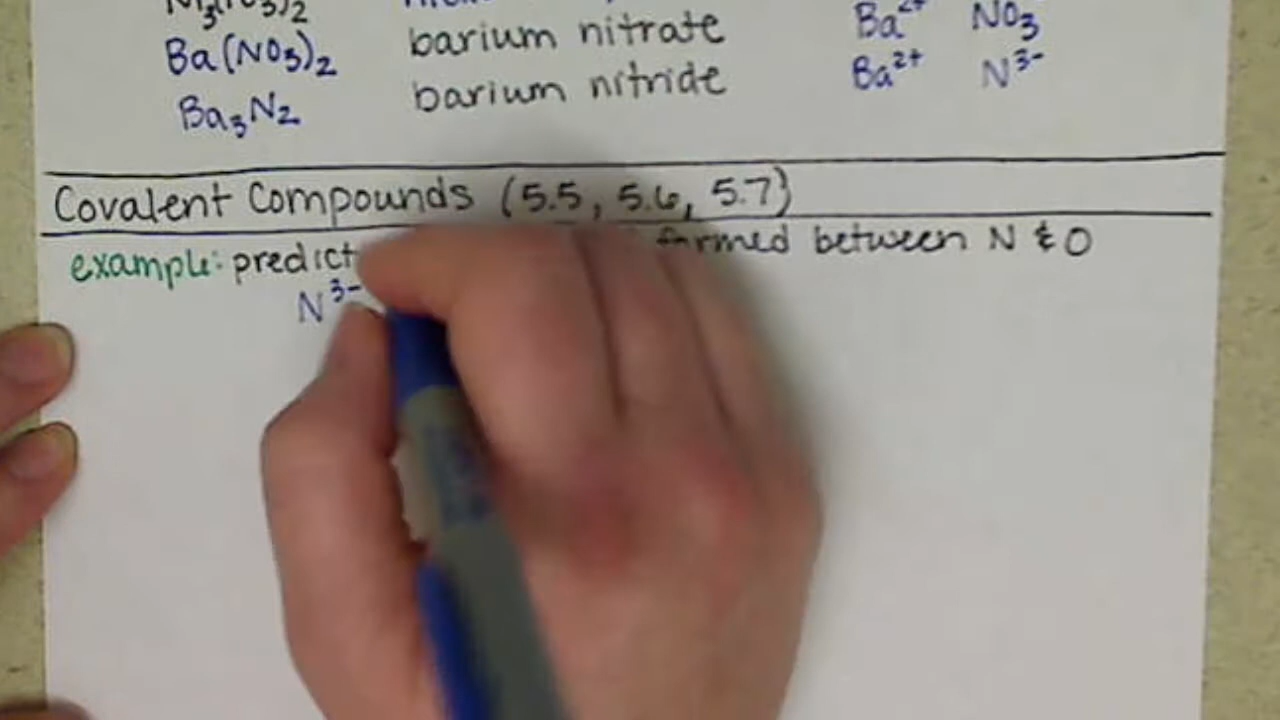 Ba(NO₃)₂ barium nitrate Ba²⁺ NO₃
Ba₃N₂ barium nitride Ba²⁺ N³⁻
Covalent Compounds (5.5, 5.6, 5.7)
example: predict formed between N & O
N³⁻